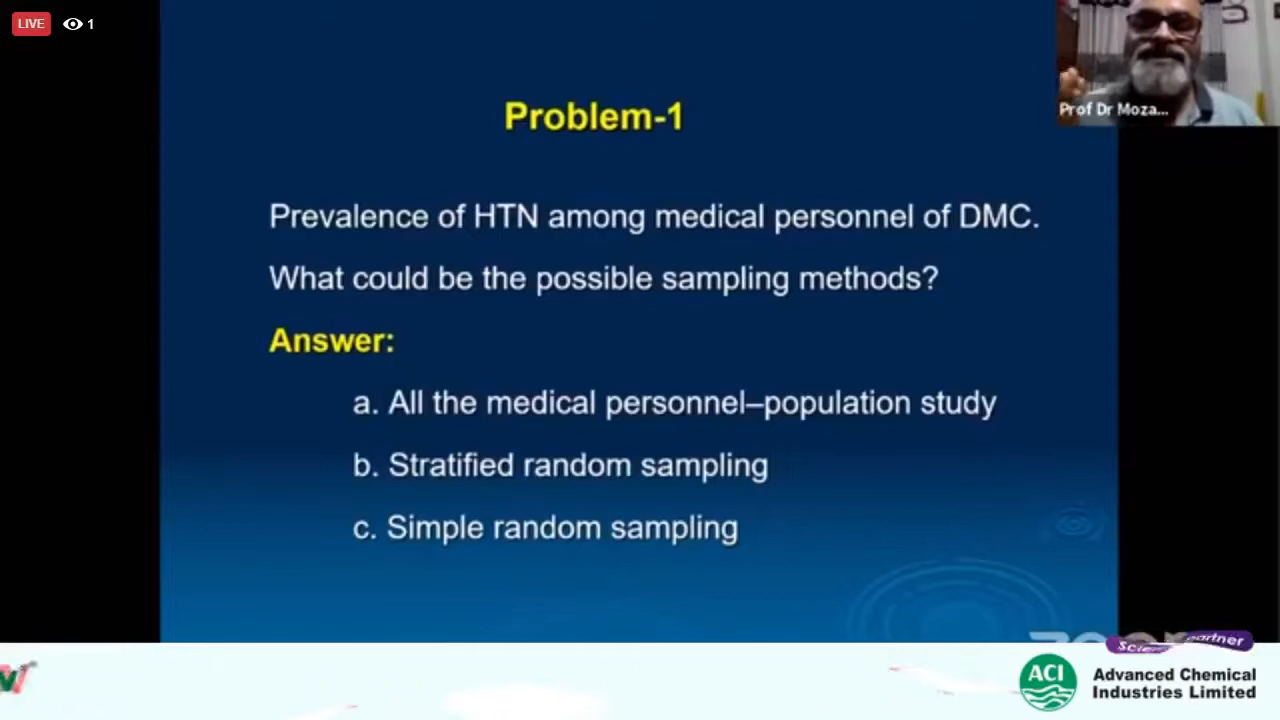 LIVE 1
Prof Dr Moza...
Problem-1
Prevalence of HTN among medical personnel of DMC.
What could be the possible sampling methods?
Answer:
a. All the medical personnel–population study
b. Stratified random sampling
c. Simple random sampling
partner
ACI
Advanced Chemical
Industries Limited